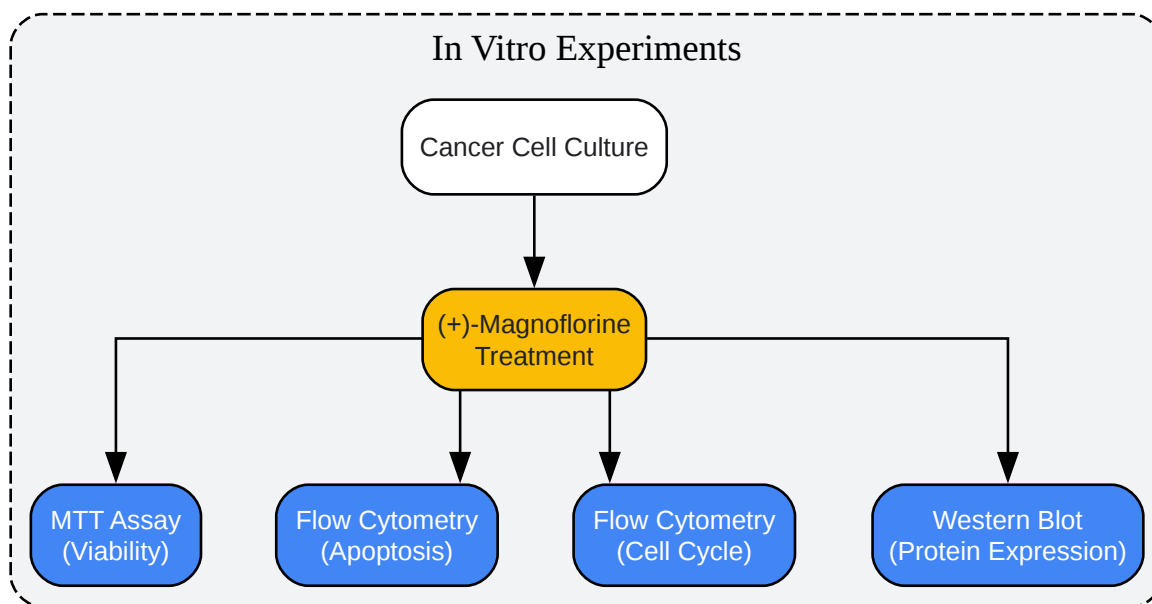 In Vitro Experiments
Cancer Cell Culture
(+)-Magnoflorine
Treatment
MTT Assay
(Viability)
Flow Cytometry
(Apoptosis)
Flow Cytometry
(Cell Cycle)
Western Blot
(Protein Expression)